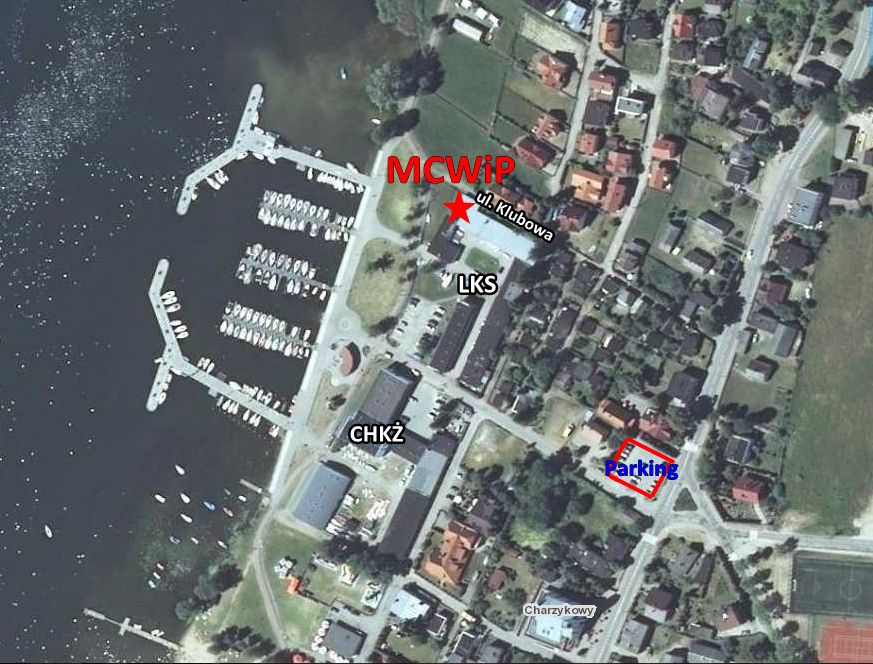 MCWiP
ul. Klubowa
LKS
CHKŻ
Parking
Charzykowy